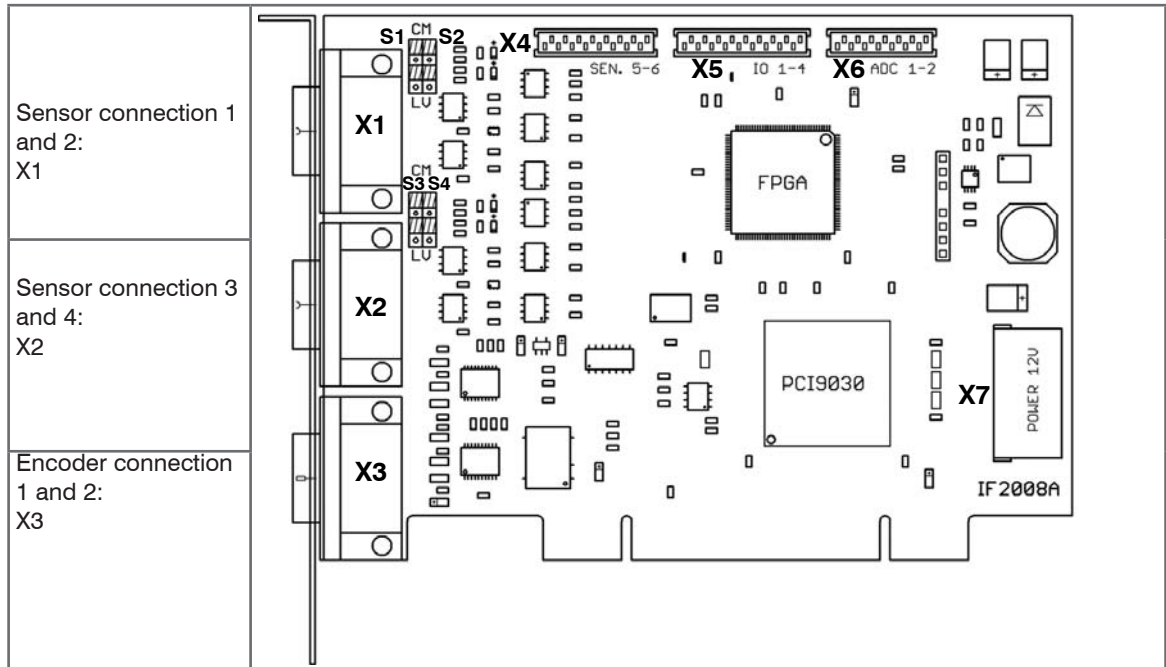 Sensor connection 1
and 2:
X1
Sensor connection 3
and 4:
X2
Encoder connection
1 and 2:
X3
CM
S1 S2
LV
X1
CM
S3 S4
LV
X2
X3
X4
SEN. 5-6
X5
IO 1-4
X6
ADC 1-2
FPGA
PCI9030
X7
POWER 12V
IF2008A